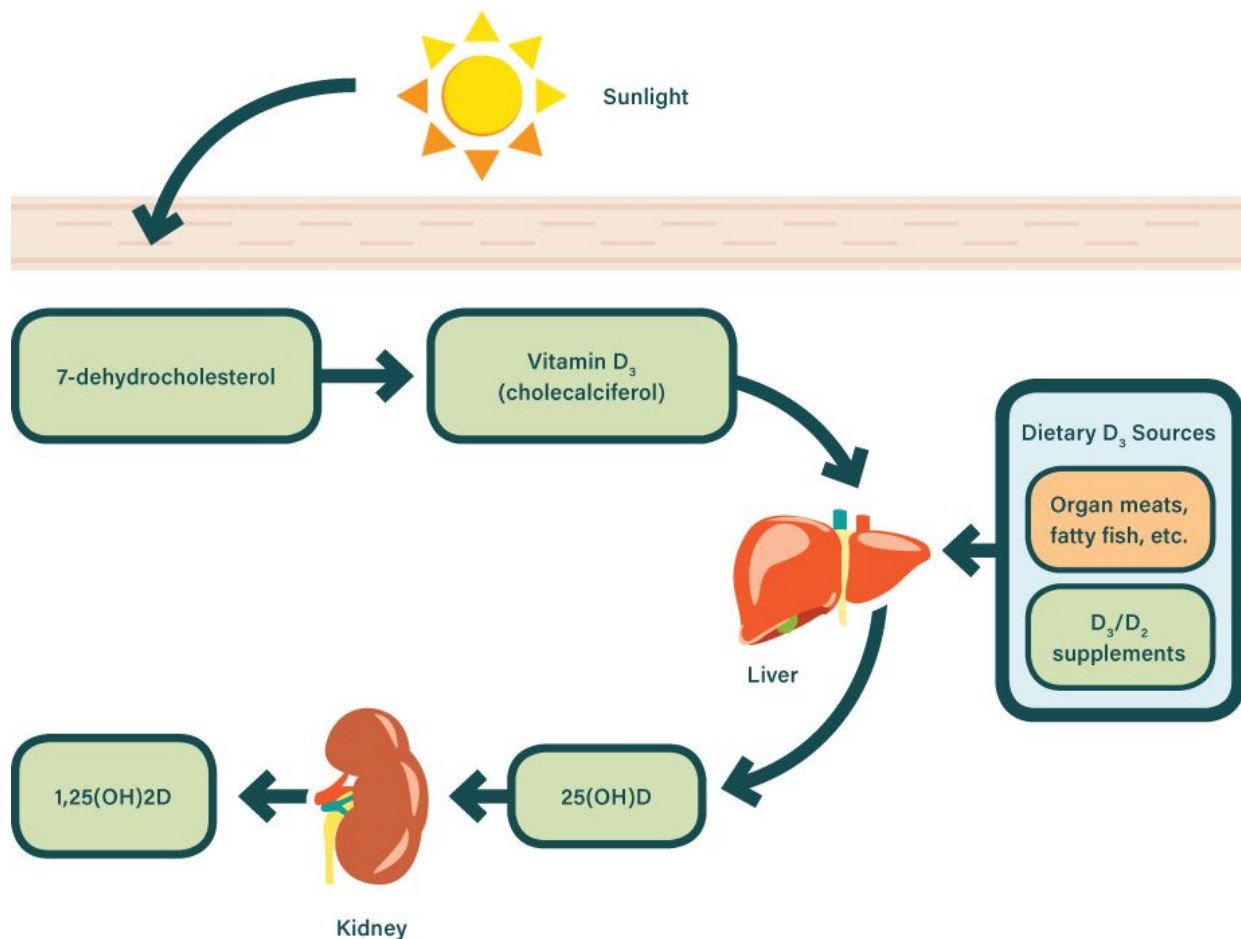 Sunlight
7-dehydrocholesterol
Vitamin D₃
(cholecalciferol)
Dietary D₃ Sources
Organ meats,
fatty fish, etc.
D₃/D₂
supplements
Liver
1,25(OH)2D
25(OH)D
Kidney